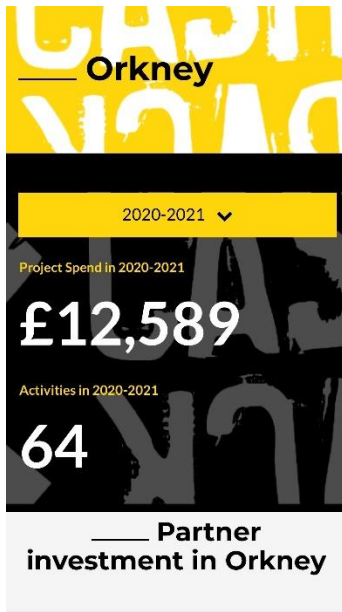 Orkney
2020-2021
Project Spend in 2020-2021
£12,589
Activities in 2020-2021
64
Partner
investment in Orkney